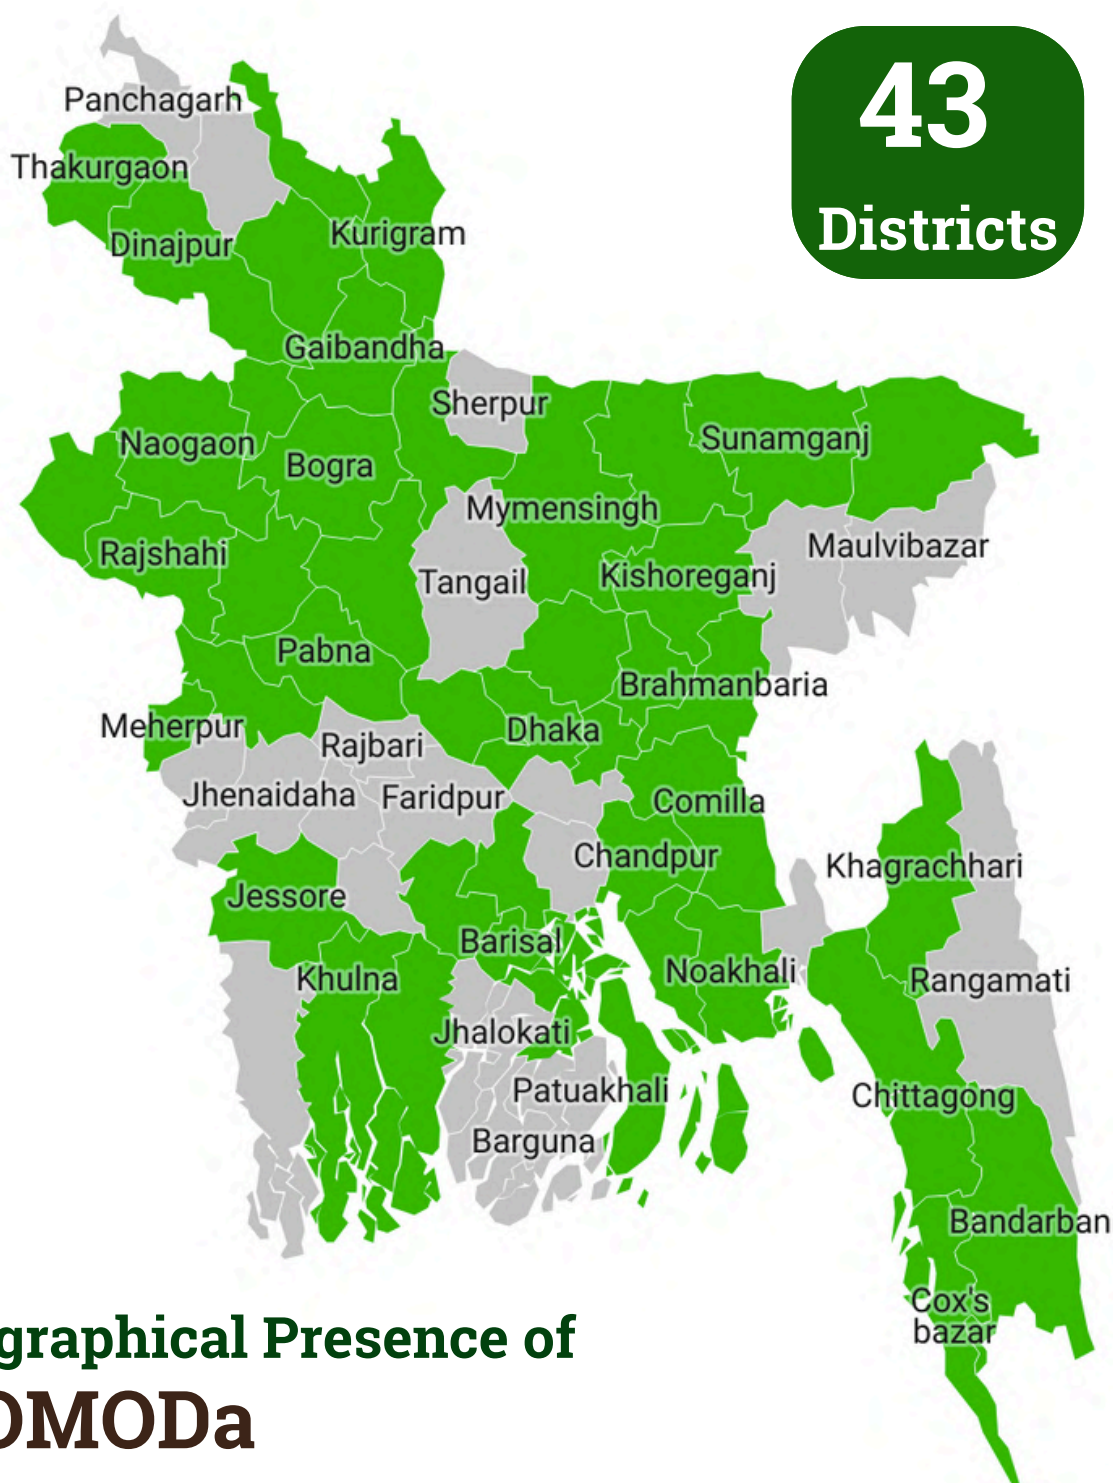 43
Districts
Panchagarh
Thakurgaon
Dinajpur
Kurigram
Gaibandha
Sherpur
Naogaon
Bogra
Sunamganj
Mymensingh
Maulvibazar
Rajshahi
Tangail
Kishoreganj
Pabna
Brahmanbaria
Meherpur
Rajbari
Dhaka
Jhenaidaha
Faridpur
Comilla
Chandpur
Khagrachhari
Jessore
Barisal
Khulna
Noakhali
Rangamati
Jhalokati
Patuakhali
Chittagong
Barguna
Bandarban
Cox's
bazar
graphical Presence of
OMODa